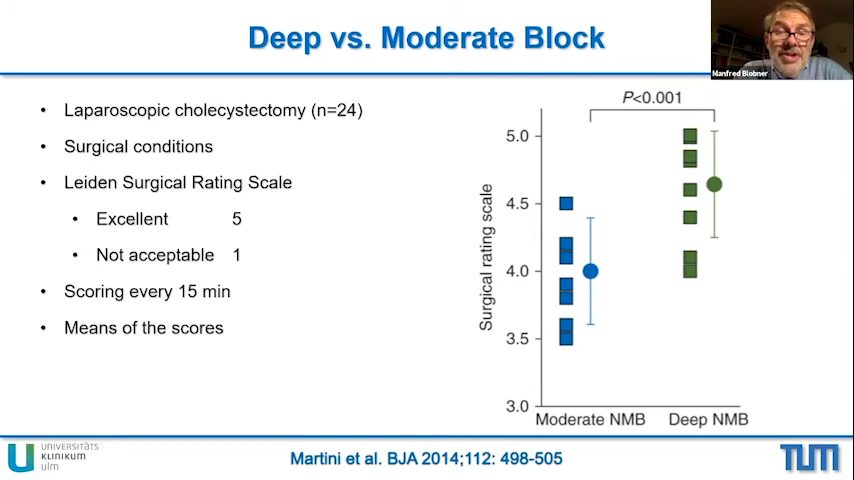 Deep vs. Moderate Block
Manfred Blobner
• Laparoscopic cholecystectomy (n=24)
• Surgical conditions
• Leiden Surgical Rating Scale
• Excellent 5
• Not acceptable 1
• Scoring every 15 min
• Means of the scores
P<0.001
Surgical rating scale
5.0
4.5
4.0
3.5
3.0
Moderate NMB
Deep NMB
UNIVERSITÄTS
KLINIKUM
ulm
Martini et al. BJA 2014;112: 498-505
TUM